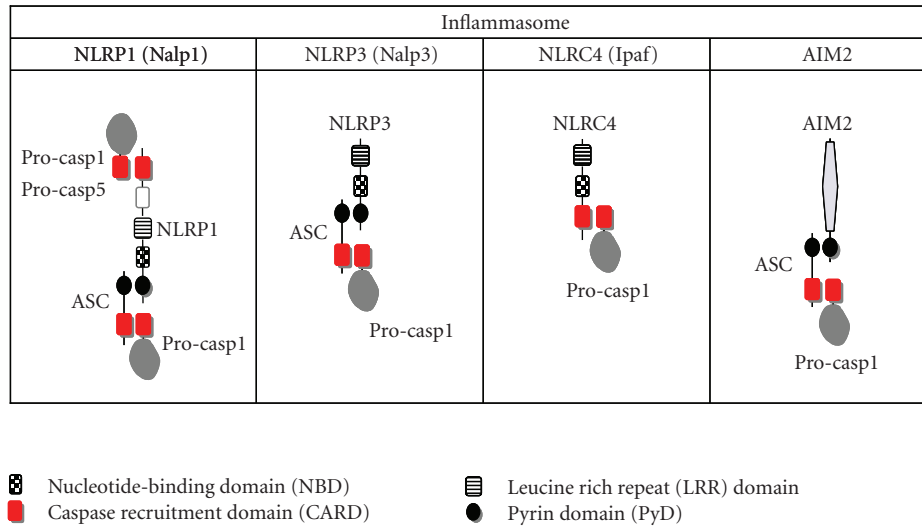 Inflammasome
NLRP1 (Nalp1) NLRP3 (Nalp3) NLRC4 (Ipaf) AIM2
Pro-casp1
Pro-casp5
NLRP1
ASC
Pro-casp1
NLRP3
ASC
Pro-casp1
NLRC4
Pro-casp1
AIM2
ASC
Pro-casp1
Nucleotide-binding domain (NBD)
Caspase recruitment domain (CARD)
Leucine rich repeat (LRR) domain
Pyrin domain (PyD)